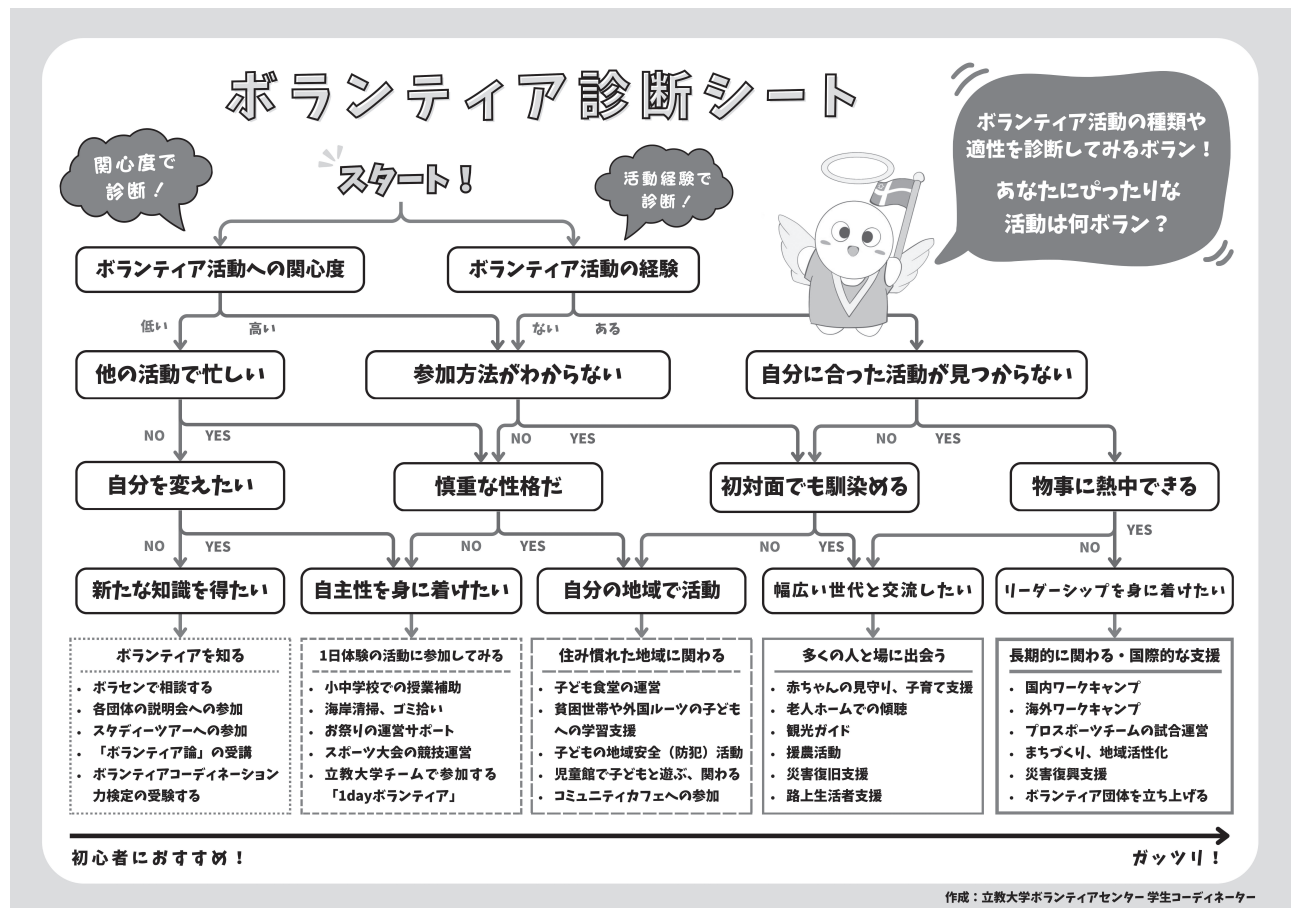 ボランティア診断シート
関心度で
診断！
スタート！
活動経験で
診断！
ボランティア活動の種類や
適性を診断してみるボラン！
あなたにぴったりな
活動は何ボラン？
ボランティア活動への関心度
ボランティア活動の経験
低い
高い
ない
ある
他の活動で忙しい
参加方法がわからない
自分に合った活動が見つからない
NO
YES
NO
YES
NO
YES
自分を変えたい
慎重な性格だ
初対面でも馴染める
物事に熱中できる
NO
YES
NO
YES
NO
YES
NO
YES
新たな知識を得たい
自主性を身に着けたい
自分の地域で活動
幅広い世代と交流したい
リーダーシップを身に着けたい
ボランティアを知る
・ ボラセンで相談する
・ 各団体の説明会への参加
・ スタディーツアーへの参加
・ 「ボランティア論」の受講
・ ボランティアコーディネーション
力検定の受験する
1日体験の活動に参加してみる
・ 小中学校での授業補助
・ 海岸清掃、ゴミ拾い
・ お祭りの運営サポート
・ スポーツ大会の競技運営
・ 立教大学チームで参加する
「1dayボランティア」
住み慣れた地域に関わる
・ 子ども食堂の運営
・ 貧困世帯や外国ルーツの子ども
への学習支援
・ 子どもの地域安全（防犯）活動
・ 児童館で子どもと遊ぶ、関わる
・ コミュニティカフェへの参加
多くの人と場に出会う
・ 赤ちゃんの見守り、子育て支援
・ 老人ホームでの傾聴
・ 観光ガイド
・ 援農活動
・ 災害復旧支援
・ 路上生活者支援
長期的に関わる・国際的な支援
・ 国内ワークキャンプ
・ 海外ワークキャンプ
・ プロスポーツチームの試合運営
・ まちづくり、地域活性化
・ 災害復興支援
・ ボランティア団体を立ち上げる
初心者におすすめ！
ガッツリ！
作成：立教大学ボランティアセンター 学生コーディネーター